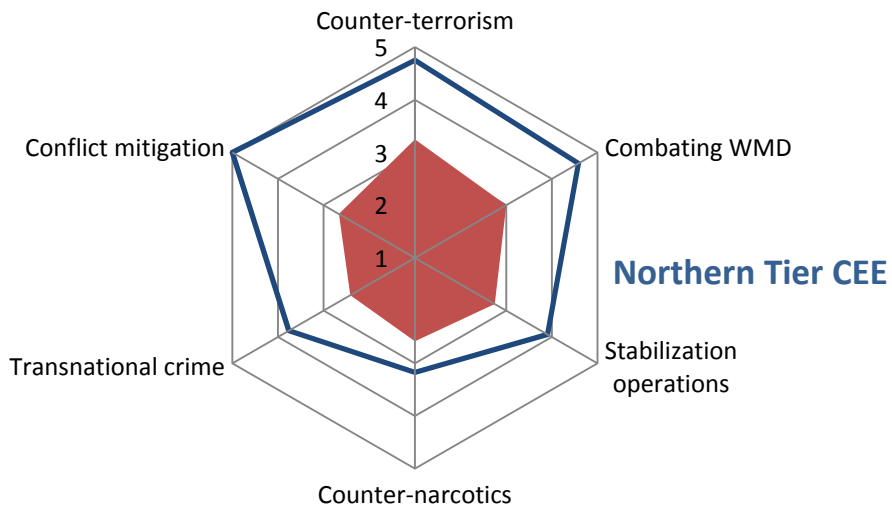 Counter-terrorism
5
4
Conflict mitigation
3
Combating WMD
2
1
Northern Tier CEE
Transnational crime
Stabilization
operations
Counter-narcotics